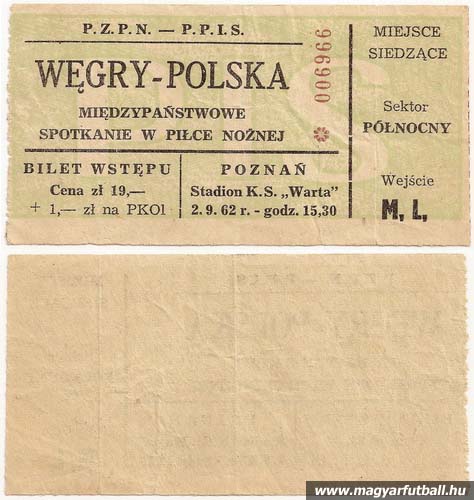 P.Z.P.N. — P.P.I.S.
WĘGRY-POLSKA
MIĘDZYPAŃSTWOWE
SPOTKANIE W PIŁCE NOŻNEJ
BILET WSTĘPU
Cena zł 19,—
+ 1,— zł na PKOl
POZNAŃ
Stadion K.S. „Warta"
2.9.62 r. - godz. 15,30
006966
MIEJSCE
SIEDZĄCE
Sektor
PÓŁNOCNY
Wejście
M, L,
www.magyarfutball.hu